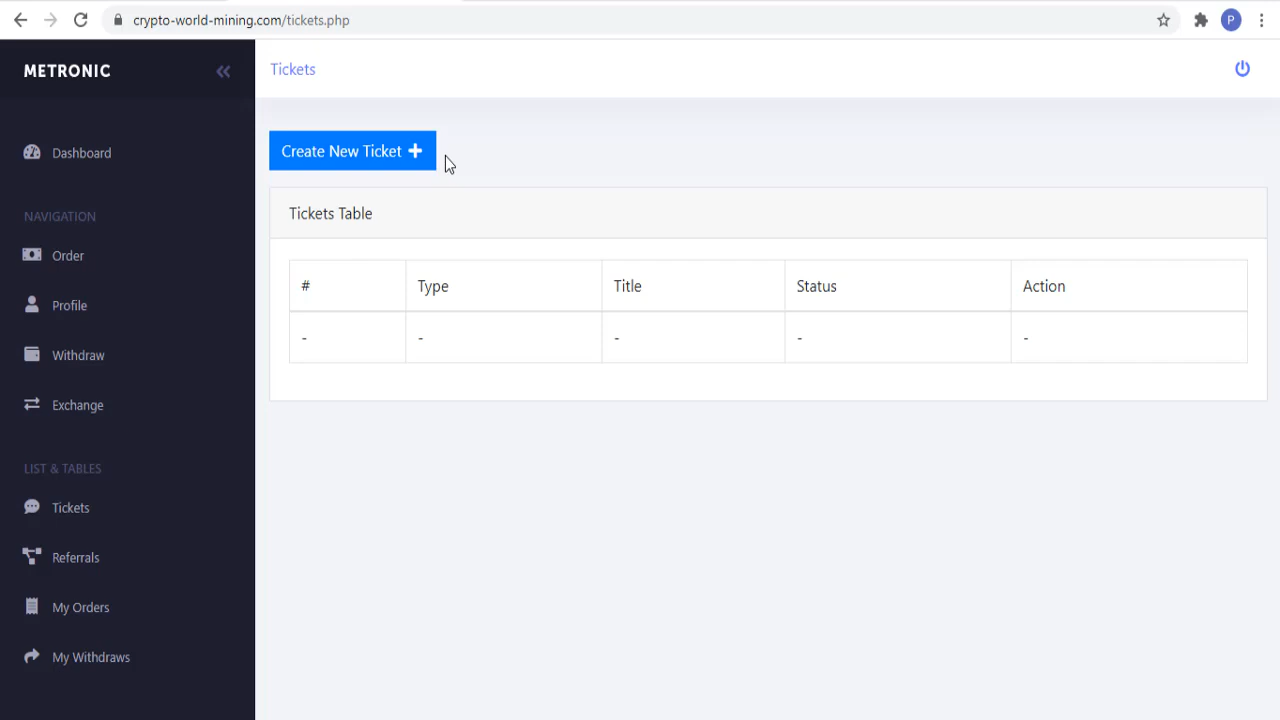 crypto-world-mining.com/tickets.php
P
METRONIC
Tickets
Dashboard
Create New Ticket
NAVIGATION
Tickets Table
Order
# Type Title Status Action
Profile
- - - - -
Withdraw
Exchange
LIST & TABLES
Tickets
Referrals
My Orders
My Withdraws